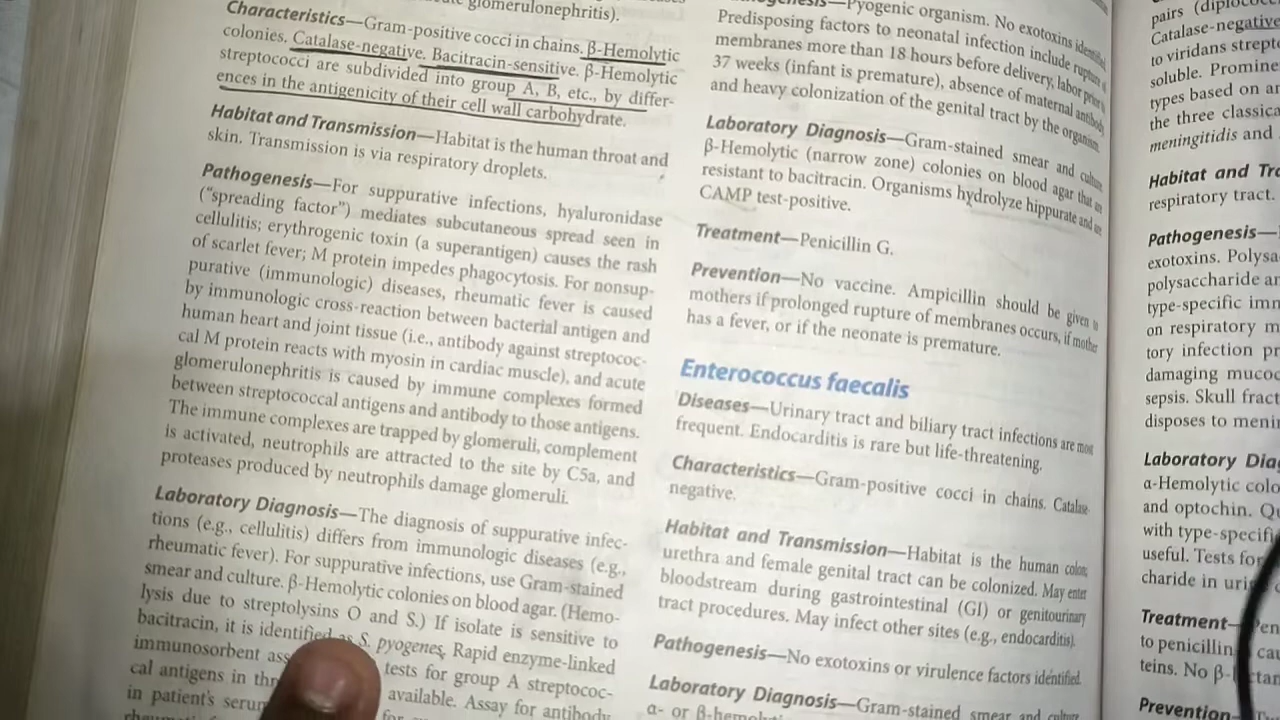 glomerulonephritis).
Characteristics—Gram-positive cocci in chains. β-Hemolytic
colonies. Catalase-negative. Bacitracin-sensitive. β-Hemolytic
streptococci are subdivided into group A, B, etc., by differ-
ences in the antigenicity of their cell wall carbohydrate.
Habitat and Transmission—Habitat is the human throat and
skin. Transmission is via respiratory droplets.
Pathogenesis—For suppurative infections, hyaluronidase
("spreading factor") mediates subcutaneous spread seen in
cellulitis; erythrogenic toxin (a superantigen) causes the rash
of scarlet fever; M protein impedes phagocytosis. For nonsup-
purative (immunologic) diseases, rheumatic fever is caused
by immunologic cross-reaction between bacterial antigen and
human heart and joint tissue (i.e., antibody against streptococ-
cal M protein reacts with myosin in cardiac muscle), and acute
glomerulonephritis is caused by immune complexes formed
between streptococcal antigens and antibody to those antigens.
The immune complexes are trapped by glomeruli, complement
is activated, neutrophils are attracted to the site by C5a, and
proteases produced by neutrophils damage glomeruli.
Laboratory Diagnosis—The diagnosis of suppurative infec-
tions (e.g., cellulitis) differs from immunologic diseases (e.g.,
rheumatic fever). For suppurative infections, use Gram-stained
smear and culture. β-Hemolytic colonies on blood agar. (Hemo-
lysis due to streptolysins O and S.) If isolate is sensitive to
bacitracin, it is identified as S. pyogenes. Rapid enzyme-linked
immunosorbent tests for group A streptococ-
cal antigens in available. Assay for antibody
in patient's
—Pyogenic organism. No exotoxins identified.
Predisposing factors to neonatal infection include rupture of
membranes more than 18 hours before delivery, labor prior to
37 weeks (infant is premature), absence of maternal antibody
and heavy colonization of the genital tract by the organism.
Laboratory Diagnosis—Gram-stained smear and culture
β-Hemolytic (narrow zone) colonies on blood agar that are
resistant to bacitracin. Organisms hydrolyze hippurate and are
CAMP test-positive.
Treatment—Penicillin G.
Prevention—No vaccine. Ampicillin should be given to
mothers if prolonged rupture of membranes occurs, if mother
has a fever, or if the neonate is premature.
Enterococcus faecalis
Diseases—Urinary tract and biliary tract infections are most
frequent. Endocarditis is rare but life-threatening.
Characteristics—Gram-positive cocci in chains. Catalase-
negative.
Habitat and Transmission—Habitat is the human colon;
urethra and female genital tract can be colonized. May enter
bloodstream during gastrointestinal (GI) or genitourinary
tract procedures. May infect other sites (e.g., endocarditis).
Pathogenesis—No exotoxins or virulence factors identified.
Laboratory Diagnosis—Gram-stained smear and culture
α- or β-hemolytic
pairs
Catalase-negative
to viridans
soluble.
types based on
the three
meningitidis and
Habitat and
respiratory tract.
Pathogenesis—
exotoxins.
polysaccharide
type-specific
on respiratory
tory infection
damaging
sepsis. Skull
disposes to
Laboratory
α-Hemolytic
and optochin.
with
useful. Tests for
charide in
Treatment—
to penicillin
teins. No
Prevention—